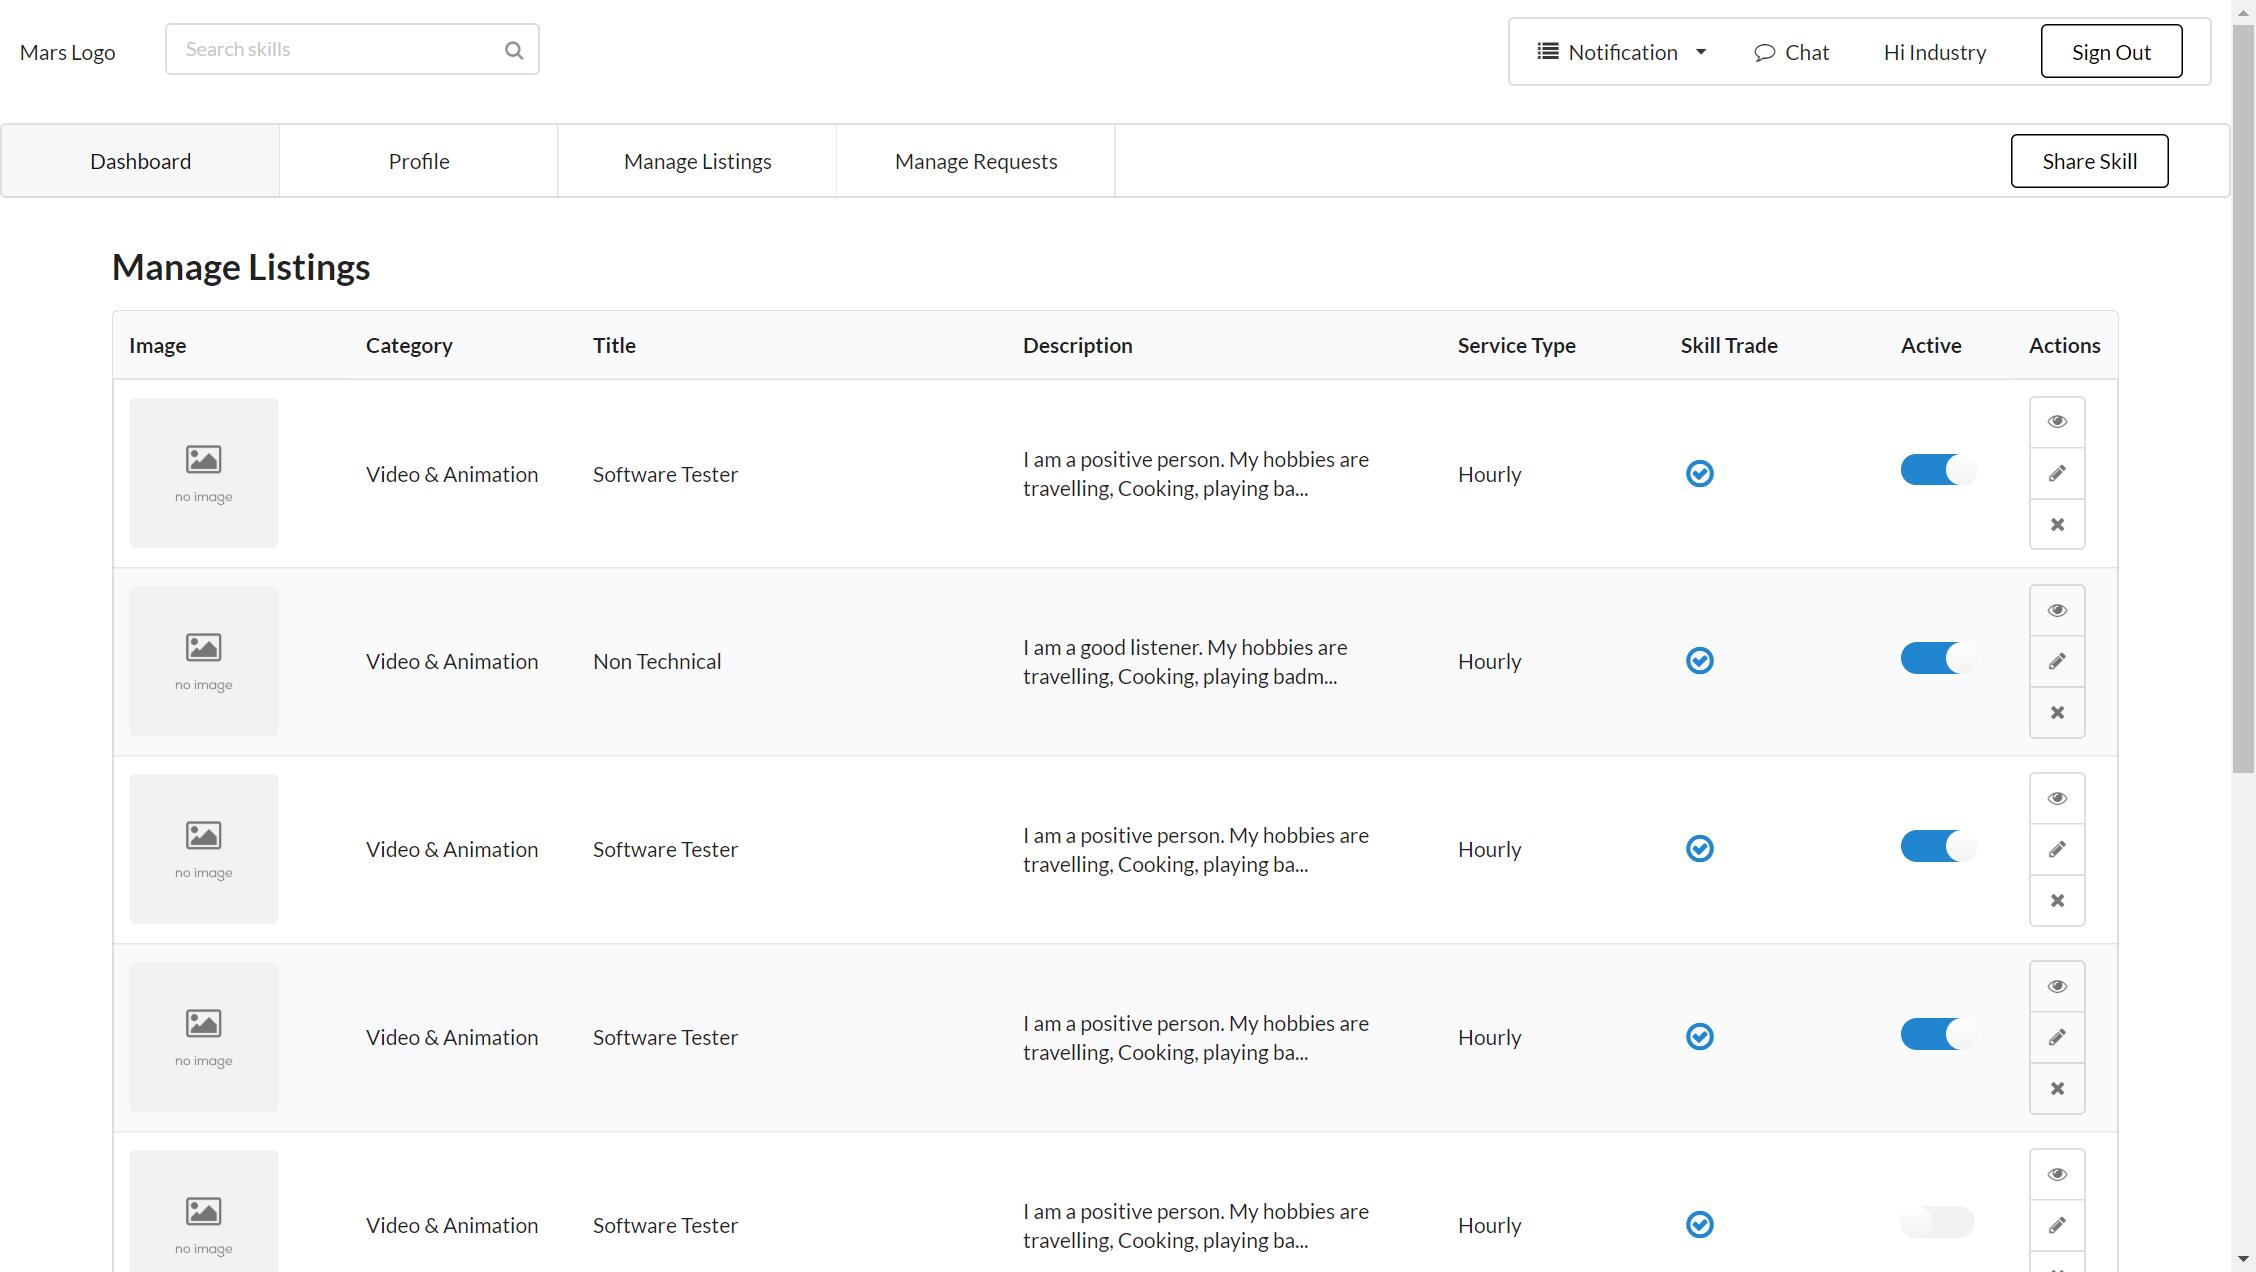 Mars Logo
Search skills
Notification
Chat
Hi Industry
Sign Out
Dashboard
Profile
Manage Listings
Manage Requests
Share Skill
Manage Listings
Image
Category
Title
Description
Service Type
Skill Trade
Active
Actions
no image
Video & Animation
Software Tester
I am a positive person. My hobbies are
travelling, Cooking, playing ba...
Hourly
no image
Video & Animation
Non Technical
I am a good listener. My hobbies are
travelling, Cooking, playing badm...
Hourly
no image
Video & Animation
Software Tester
I am a positive person. My hobbies are
travelling, Cooking, playing ba...
Hourly
no image
Video & Animation
Software Tester
I am a positive person. My hobbies are
travelling, Cooking, playing ba...
Hourly
no image
Video & Animation
Software Tester
I am a positive person. My hobbies are
travelling, Cooking, playing ba...
Hourly